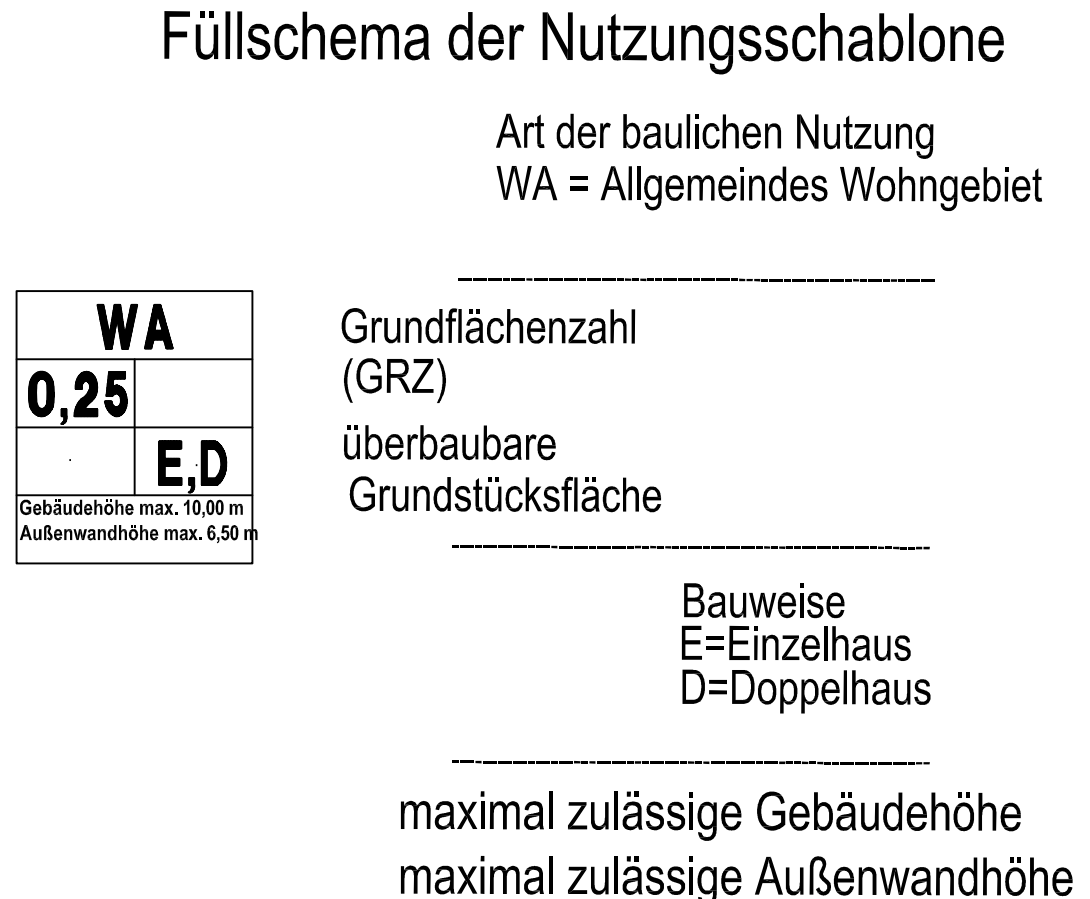 Füllschema der Nutzungsschablone
Art der baulichen Nutzung
WA = Allgemeindes Wohngebiet
WA
0,25
E,D
Gebäudehöhe max. 10,00 m
Außenwandhöhe max. 6,50 m
Grundflächenzahl
(GRZ)
überbaubare
Grundstücksfläche
Bauweise
E=Einzelhaus
D=Doppelhaus
maximal zulässige Gebäudehöhe
maximal zulässige Außenwandhöhe